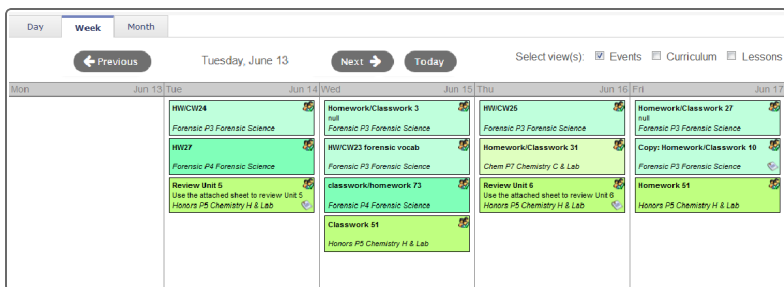 Day Week Month
Previous Tuesday, June 13 Next Today Select view(s): Events Curriculum Lessons
Mon Jun 13 Tue Jun 14 Wed Jun 15 Thu Jun 16 Fri Jun 17
HW/CW24
Forensic P3 Forensic Science
HW27
Forensic P4 Forensic Science
Review Unit 5
Use the attached sheet to review Unit 5
Honors P5 Chemistry H & Lab
Homework/Classwork 3
null
Forensic P3 Forensic Science
HW/CW23 forensic vocab
Forensic P3 Forensic Science
classwork/homework 73
Forensic P4 Forensic Science
Classwork 51
Honors P5 Chemistry H & Lab
HW/CW25
Forensic P3 Forensic Science
Homework/Classwork 31
Chem P7 Chemistry C & Lab
Review Unit 6
Use the attached sheet to review Unit 6
Honors P5 Chemistry H & Lab
Homework/Classwork 27
null
Forensic P3 Forensic Science
Copy: Homework/Classwork 10
Forensic P3 Forensic Science
Homework 51
Honors P5 Chemistry H & Lab